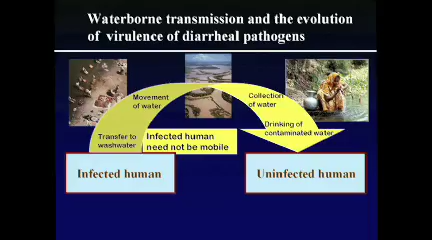 Waterborne transmission and the evolution
of virulence of diarrheal pathogens
Movement
of water
Collection
of water
Transfer to
washwater
Infected human
need not be mobile
Drinking of
contaminated water
Infected human
Uninfected human